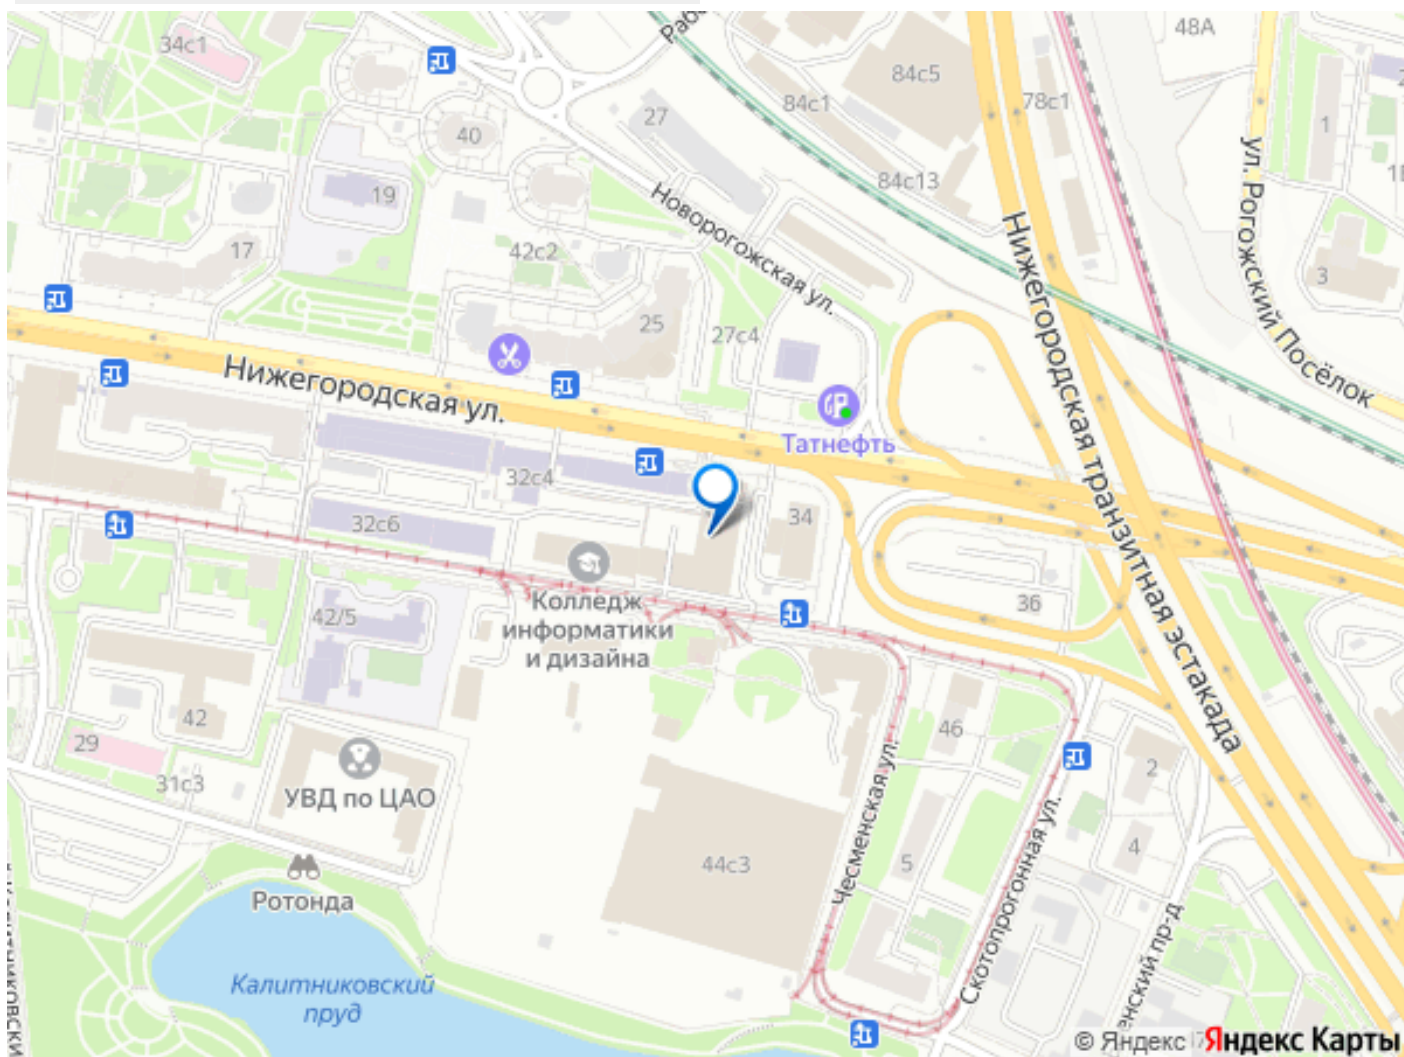 34с1
48А
84с5
84с1
78с1
27
1
40
84с13
19
Новорогожская ул.
ул. Рогожский Посёлок
17
42с2
3
25
27с4
Нижегородская транзитная эстакада
Нижегородская ул.
Татнефть
32с4
32с6
34
36
Колледж
информатики
и дизайна
42/5
42
46
29
31с3
2
УВД по ЦАО
4
44с3
5
Чесменская ул.
Скотопрогонная ул.
Ротонда
Калитниковский
пруд
© Яндекс
Яндекс Карты